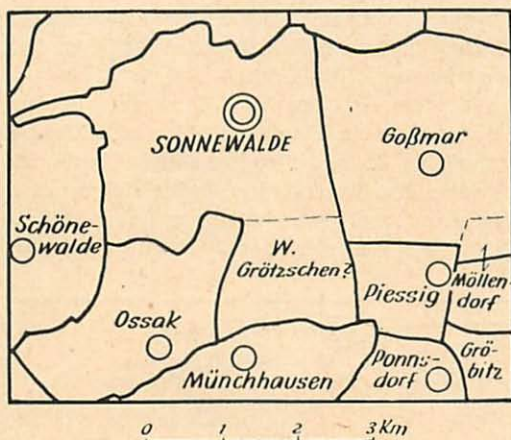 SONNEWALDE
Goßmar
Schöne-
walde
W.
Grötzschen?
Piessig
Möllen-
dorf
Ossak
Münchhausen
Ponns-
dorf
Grö-
bitz
0 1 2 3 Km